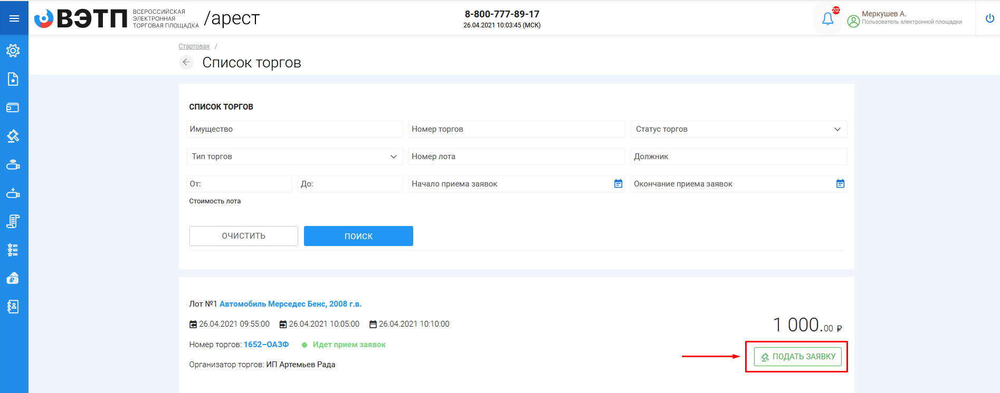 ВЭТП
ВСЕРОССИЙСКАЯ
ЭЛЕКТРОННАЯ
ТОРГОВАЯ ПЛОЩАДКА
/арест
8-800-777-89-17
26.04.2021 10:03:45 (МСК)
Меркушев А.
Пользователь электронной площадки
Стартовая /
Список торгов
СПИСОК ТОРГОВ
Имущество
Номер торгов
Статус торгов
Тип торгов
Номер лота
Должник
От:
До:
Начало приема заявок
Окончание приема заявок
Стоимость лота
ОЧИСТИТЬ
ПОИСК
Лот №1 Автомобиль Мерседес Бенс, 2008 г.в.
26.04.2021 09:55:00 26.04.2021 10:05:00 26.04.2021 10:10:00
1 000.00 ₽
Номер торгов: 1652–ОАЗФ Идет прием заявок
ПОДАТЬ ЗАЯВКУ
Организатор торгов: ИП Артемьев Рада